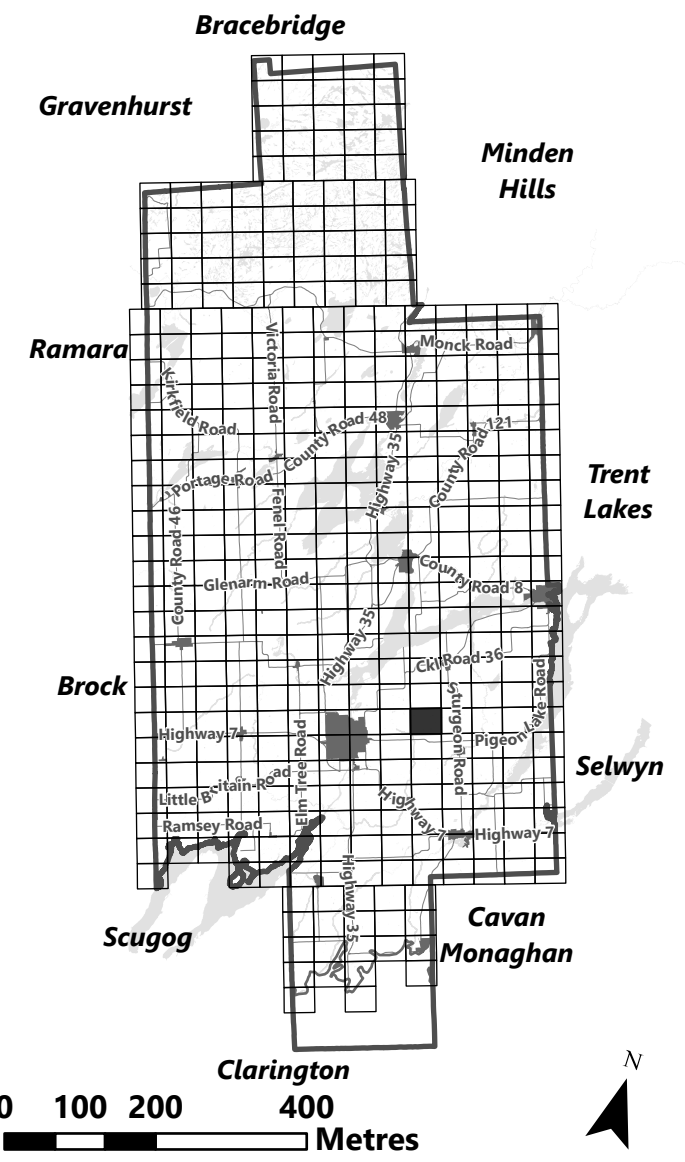 Bracebridge
Gravenhurst
Minden
Hills
Ramara
Monck Road
Victoria Road
Kirkfield Road
County Road 48
County Road 121
Highway 35
Portage Road
Trent
Lakes
Fenel Road
County Road 46
County Road 8
Glenarm Road
Highway 35
Ckl Road 36
Brock
Sturgeon Road
Pigeon Lake Road
Highway 7
Elm Tree Road
Selwyn
Little Britain Road
Highway 7
Ramsey Road
Highway 7
Highway 35
Scugog
Cavan
Monaghan
Clarington
N
0 100 200 400
Metres